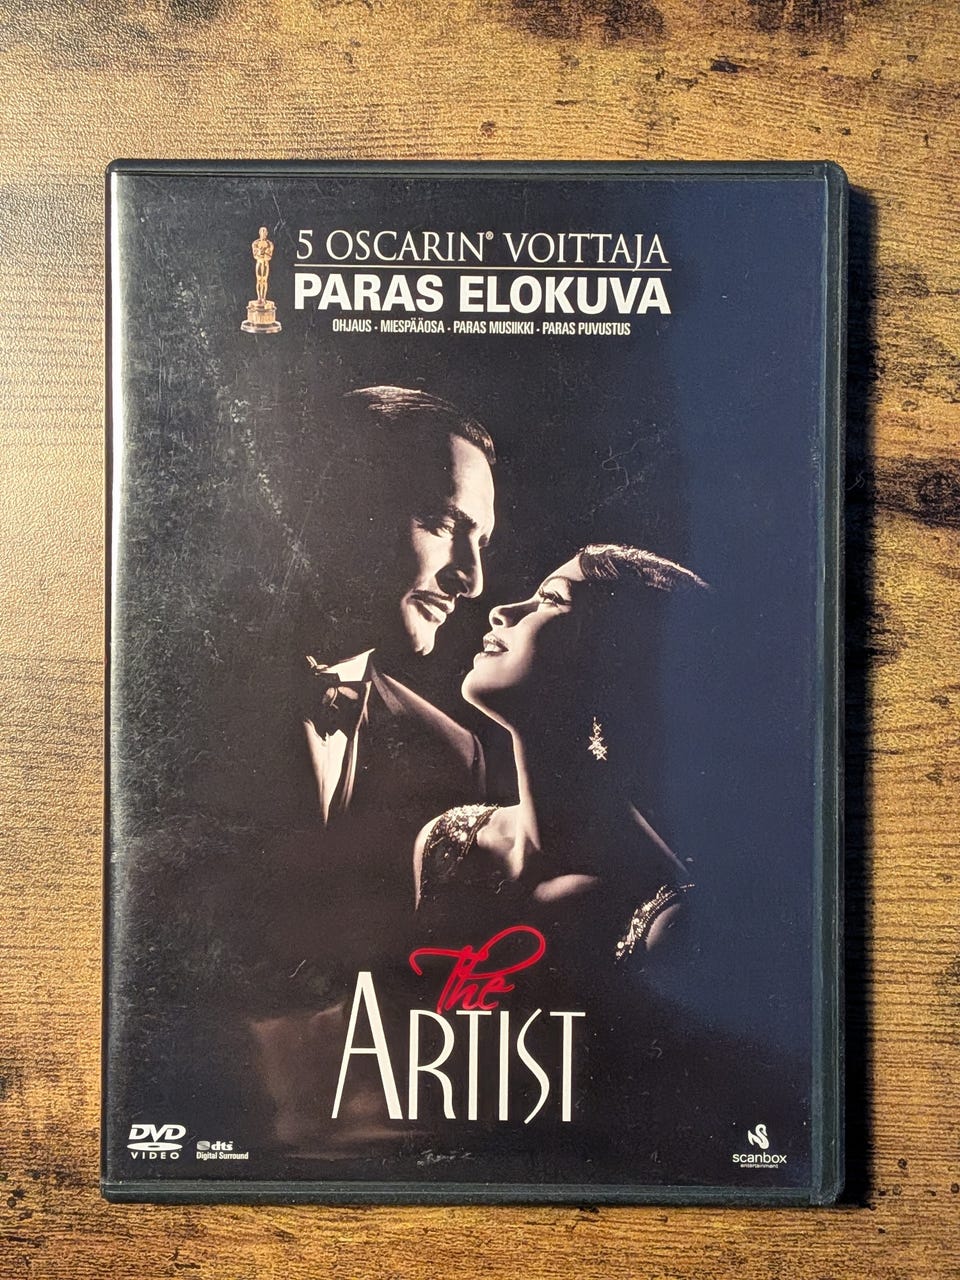 5 OSCARIN® VOITTAJA
PARAS ELOKUVA
OHJAUS - MIESPÄÄOSA - PARAS MUSIIKKI - PARAS PUVUSTUS
The
ARTIST
DVD
VIDEO
dts
Digital Surround
scanbox
entertainment